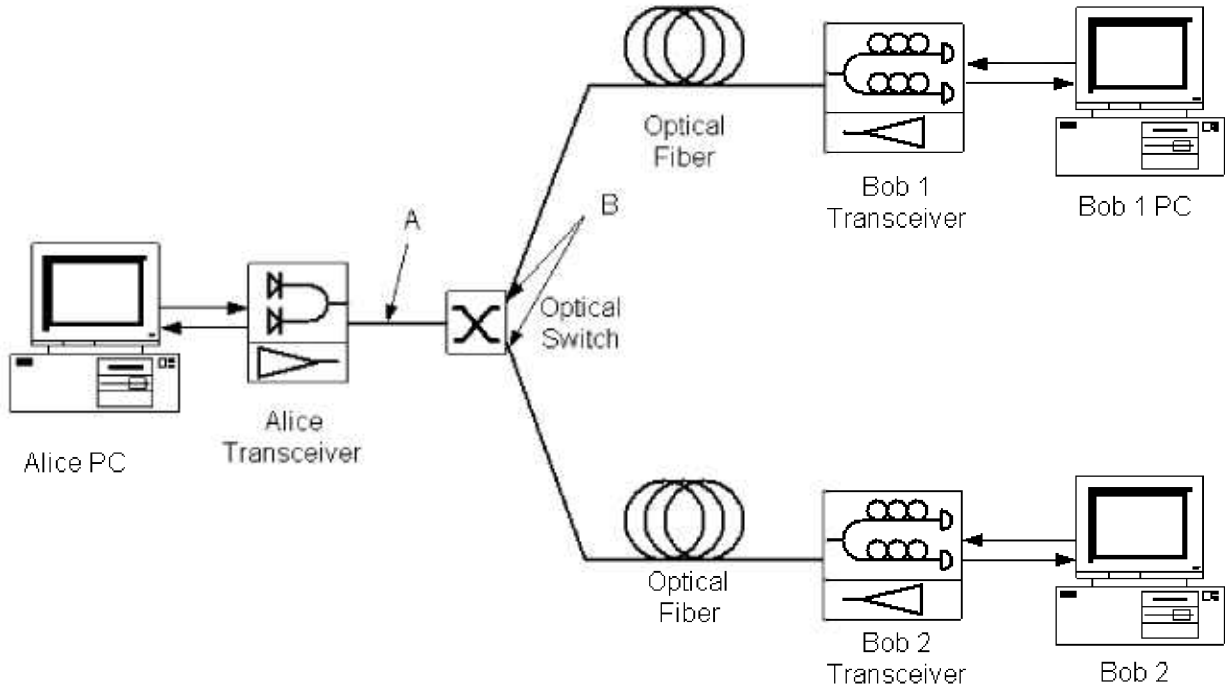 Optical
Fiber
Bob 1
Transceiver
Bob 1 PC
A
B
Optical
Switch
Alice
Transceiver
Alice PC
Optical
Fiber
Bob 2
Transceiver
Bob 2